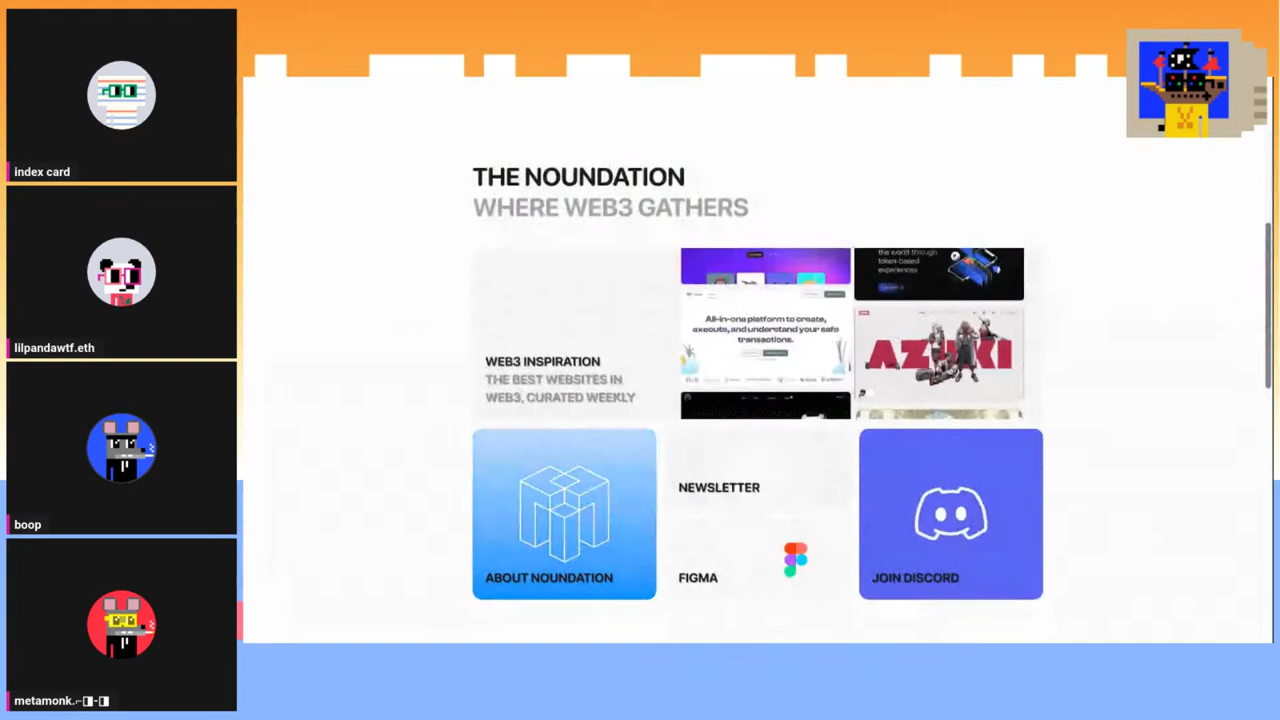 index card
lilpandawtf.eth
boop
metamonk.⌐◨-◨
THE NOUNDATION
WHERE WEB3 GATHERS
WEB3 INSPIRATION
THE BEST WEBSITES IN
WEB3, CURATED WEEKLY
All-in-one platform to create,
execute, and understand your safe
transactions.
the world through
token-based
experiences
AZUKI
ABOUT NOUNDATION
NEWSLETTER
FIGMA
JOIN DISCORD